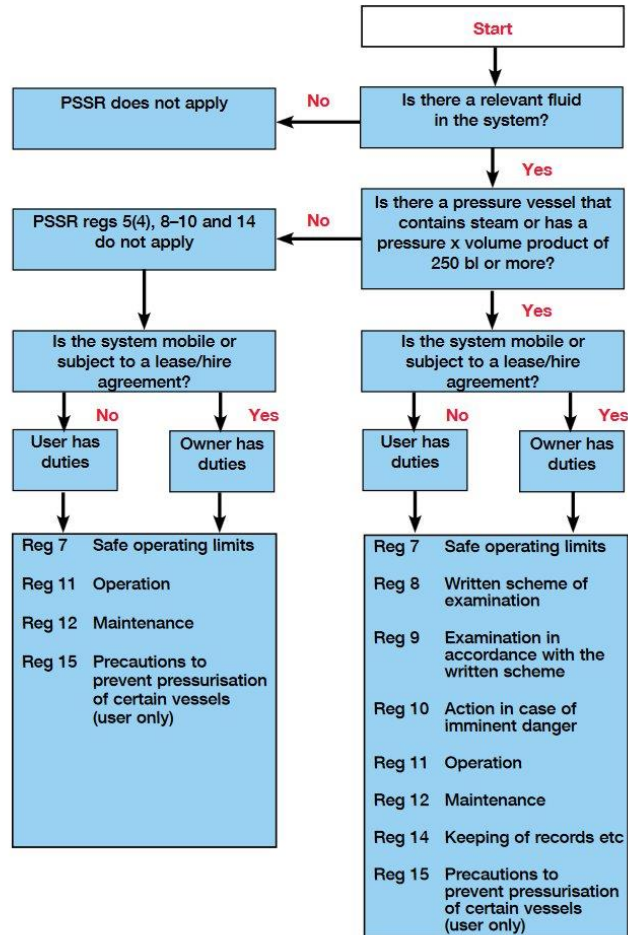 Start
Is there a relevant fluid
in the system?
No
PSSR does not apply
Yes
Is there a pressure vessel that
contains steam or has a
pressure x volume product of
250 bl or more?
No
PSSR regs 5(4), 8–10 and 14
do not apply
Yes
Is the system mobile or
subject to a lease/hire
agreement?
No
Yes
User has
duties
Owner has
duties
Reg 7 Safe operating limits
Reg 11 Operation
Reg 12 Maintenance
Reg 15 Precautions to
prevent pressurisation
of certain vessels
(user only)
Is the system mobile or
subject to a lease/hire
agreement?
No
Yes
User has
duties
Owner has
duties
Reg 7 Safe operating limits
Reg 8 Written scheme of
examination
Reg 9 Examination in
accordance with the
written scheme
Reg 10 Action in case of
imminent danger
Reg 11 Operation
Reg 12 Maintenance
Reg 14 Keeping of records etc
Reg 15 Precautions to
prevent pressurisation
of certain vessels
(user only)